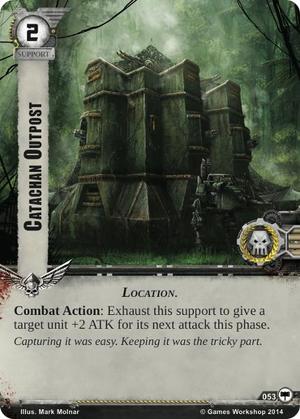 2
SUPPORT
CATACHAN OUTPOST
LOCATION.
Combat Action: Exhaust this support to give a
target unit +2 ATK for its next attack this phase.
Capturing it was easy. Keeping it was the tricky part.
053
Illus. Mark Molnar
© Games Workshop 2014